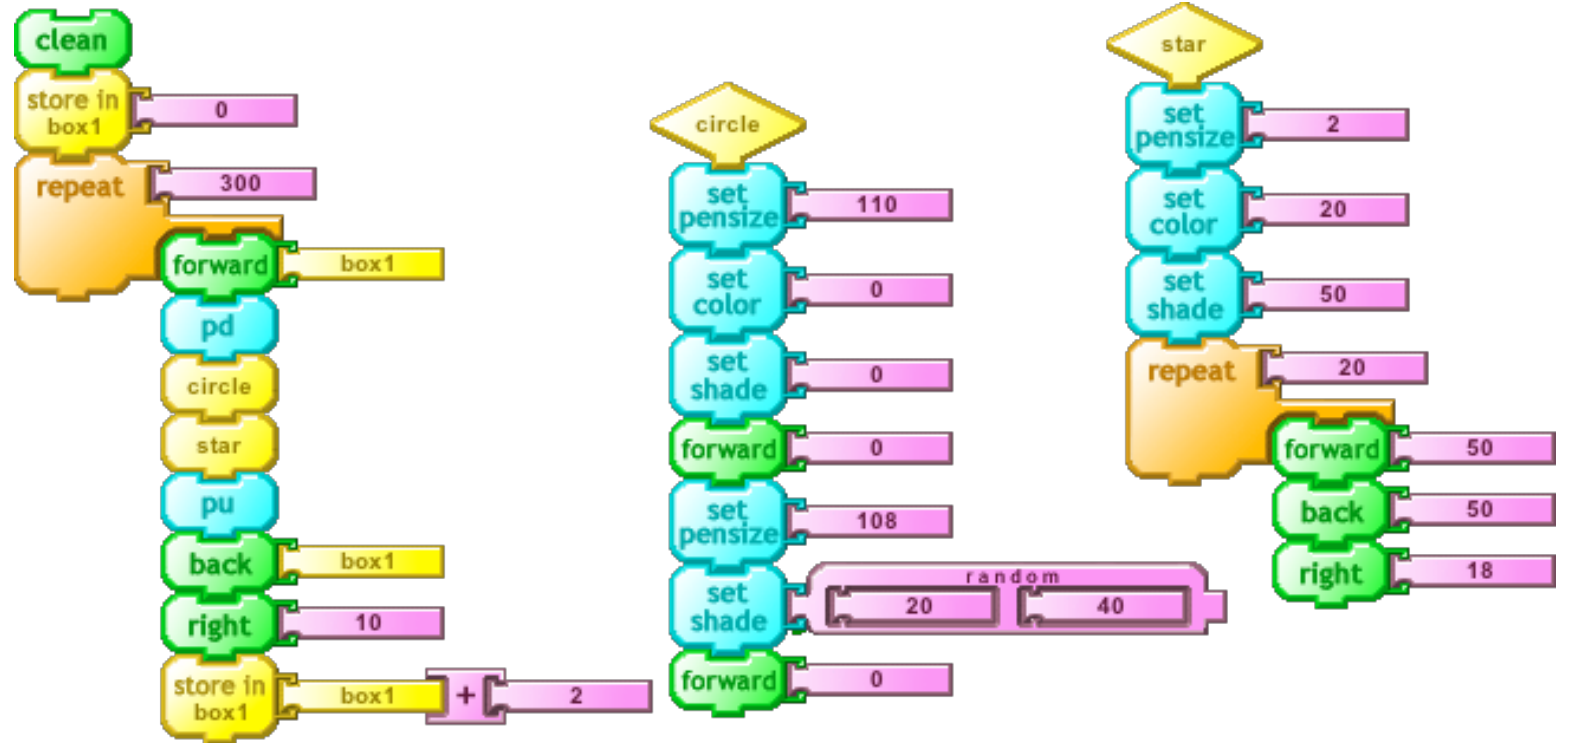 clean
store in
box1
0
repeat
300
forward
box1
pd
circle
star
pu
back
box1
right
10
store in
box1
box1
+
2
circle
set
pensize
110
set
color
0
set
shade
0
forward
0
set
pensize
108
set
shade
random
20
40
forward
0
star
set
pensize
2
set
color
20
set
shade
50
repeat
20
forward
50
back
50
right
18